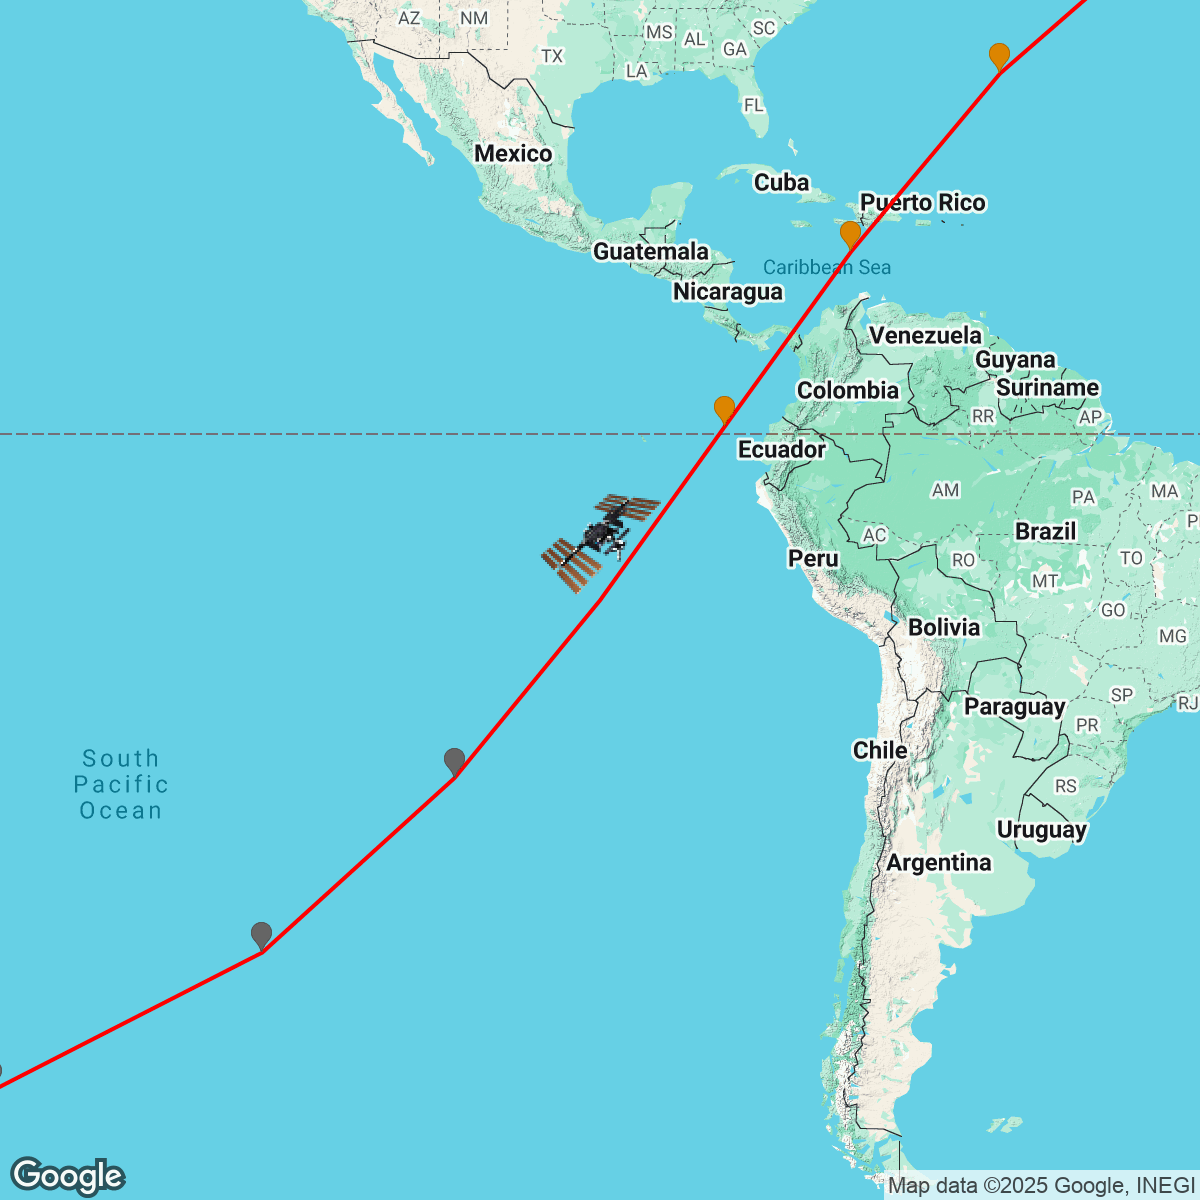 AZ
NM
TX
MS
AL
GA
SC
LA
FL
Mexico
Cuba
Puerto Rico
Guatemala
Caribbean Sea
Nicaragua
Venezuela
Guyana
Suriname
Colombia
RR
AP
Ecuador
AM
PA
MA
AC
Peru
RO
Brazil
TO
MT
GO
MG
Bolivia
SP
RJ
Paraguay
PR
Chile
South
Pacific
Ocean
RS
Uruguay
Argentina
Google
Map data ©2025 Google, INEGI